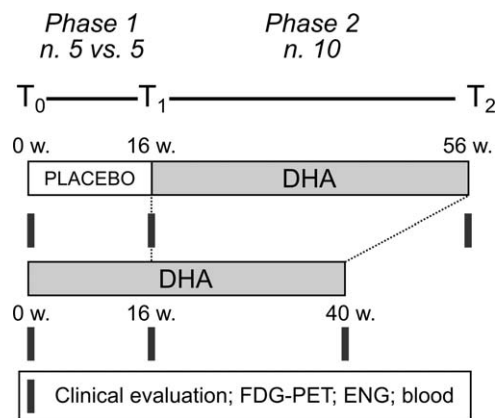 Phase 1 Phase 2
n. 5 vs. 5 n. 10
T0 T1 T2
0 w. 16 w. 56 w.
PLACEBO DHA
DHA
0 w. 16 w. 40 w.
Clinical evaluation; FDG-PET; ENG; blood